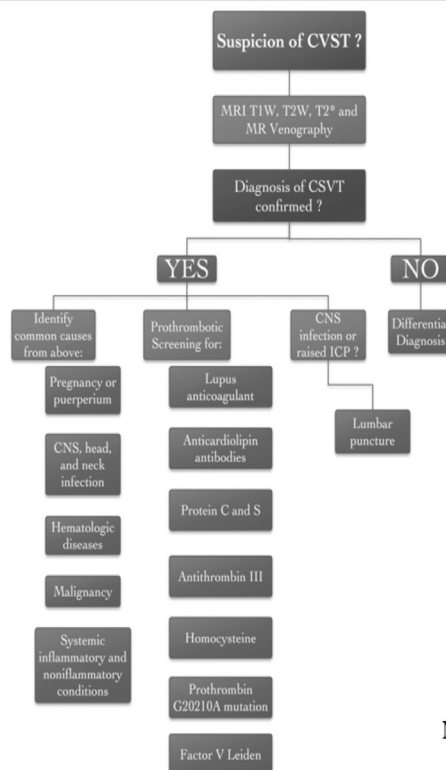 Suspicion of CVST ?
MRI T1W, T2W, T2* and
MR Venography
Diagnosis of CSVT
confirmed ?
YES
NO
Identify
common causes
from above:
Prothrombotic
Screening for:
CNS
infection or
raised ICP ?
Differential
Diagnosis
Pregnancy or
puerperium
CNS, head,
and neck
infection
Hematologic
diseases
Malignancy
Systemic
inflammatory and
noniflammatory
conditions
Lupus
anticoagulant
Anticardiolipin
antibodies
Protein C and S
Antithrombin III
Homocysteine
Prothrombin
G20210A mutation
Factor V Leiden
Lumbar
puncture